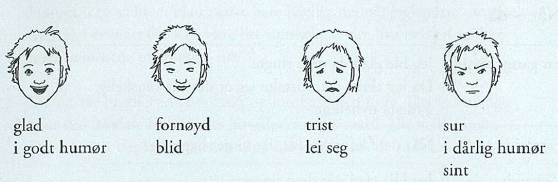 glad
i godt humør
fornøyd
blid
trist
lei seg
sur
i dårlig humør
sint